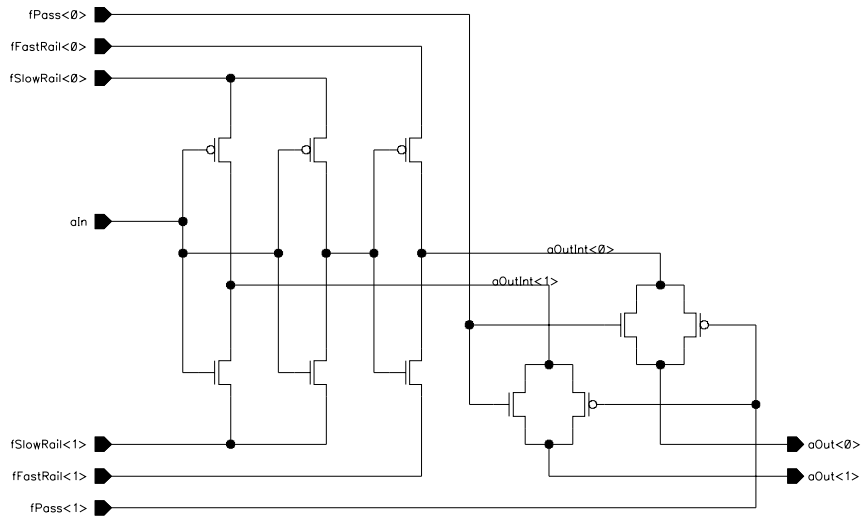 fPass<0>
fFastRail<0>
fSlowRail<0>
aIn
aOutInt<0>
aOutInt<1>
fSlowRail<1>
aOut<0>
fFastRail<1>
aOut<1>
fPass<1>